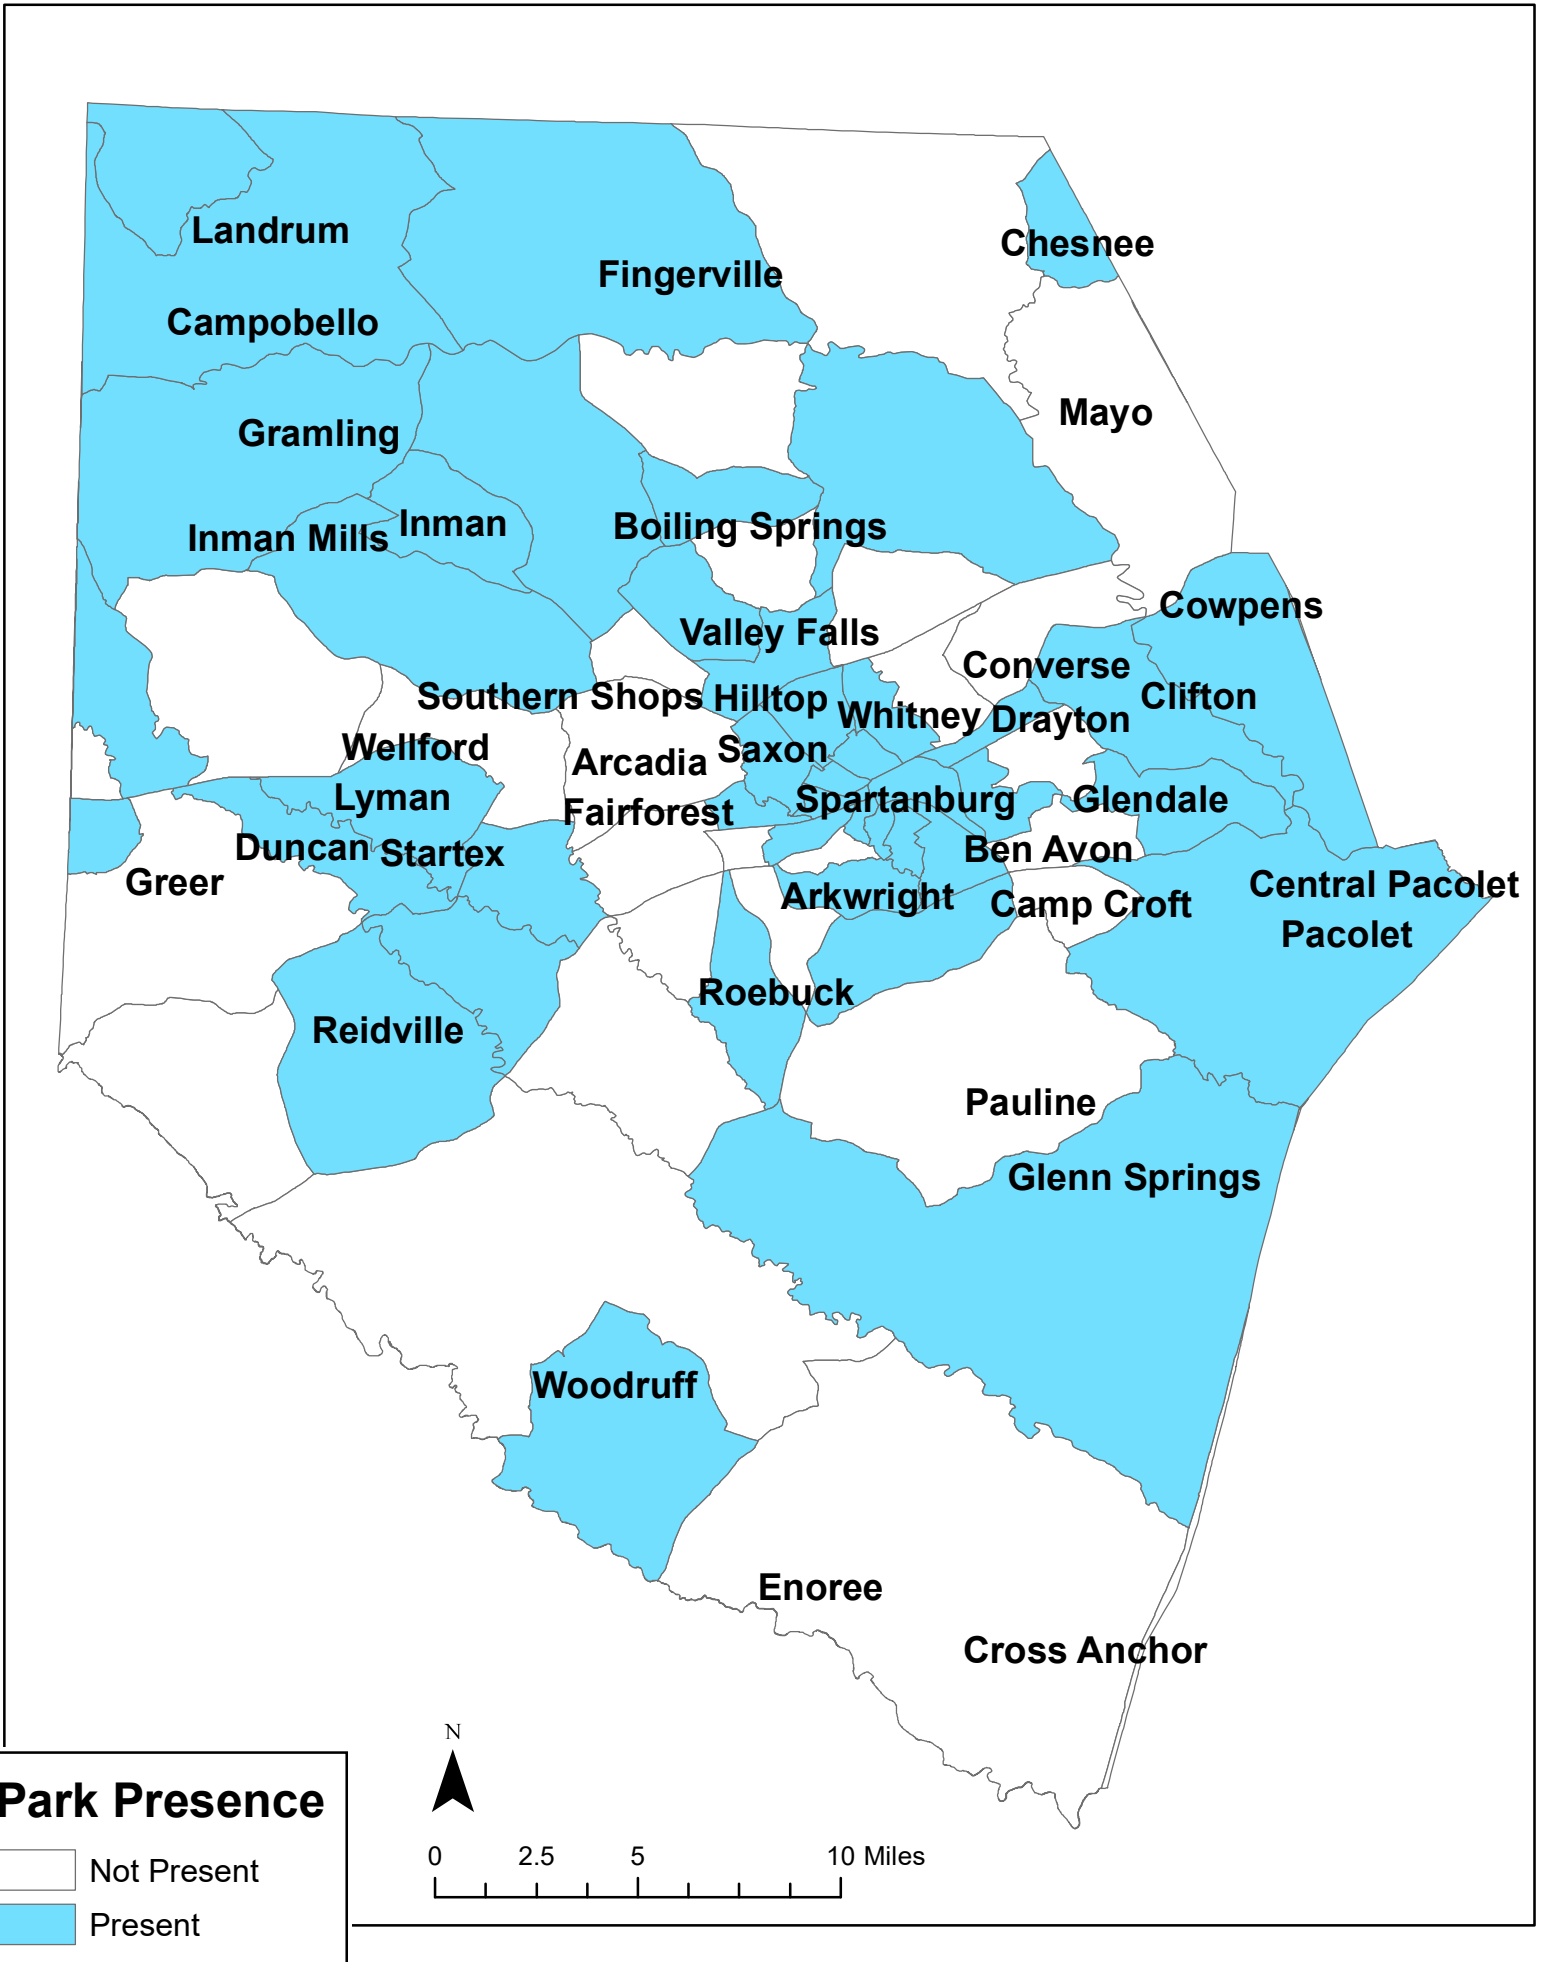 Landrum
Chesnee
Fingerville
Campobello
Mayo
Gramling
Inman
Boiling Springs
Inman Mills
Cowpens
Valley Falls
Converse
Southern Shops
Hilltop
Clifton
Whitney
Drayton
Wellford
Saxon
Arcadia
Lyman
Spartanburg
Glendale
Fairforest
Duncan
Startex
Ben Avon
Greer
Arkwright
Camp Croft
Central Pacolet
Pacolet
Roebuck
Reidville
Pauline
Glenn Springs
Woodruff
Enoree
Cross Anchor
N
Park Presence
0 2.5 5 10 Miles
Not Present
Present